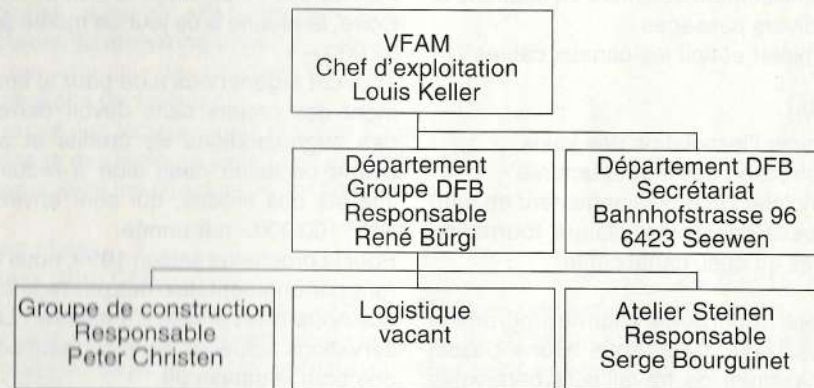 VFAM
Chef d'exploitation
Louis Keller
Département
Groupe DFB
Responsable
René Bürgi
Département DFB
Secrétariat
Bahnhofstrasse 96
6423 Seewen
Groupe de construction
Responsable
Peter Christen
Logistique
vacant
Atelier Steinen
Responsable
Serge Bourguinet